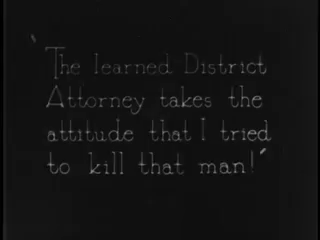 "The learned District
Attorney takes the
attitude that I tried
to kill that man!"